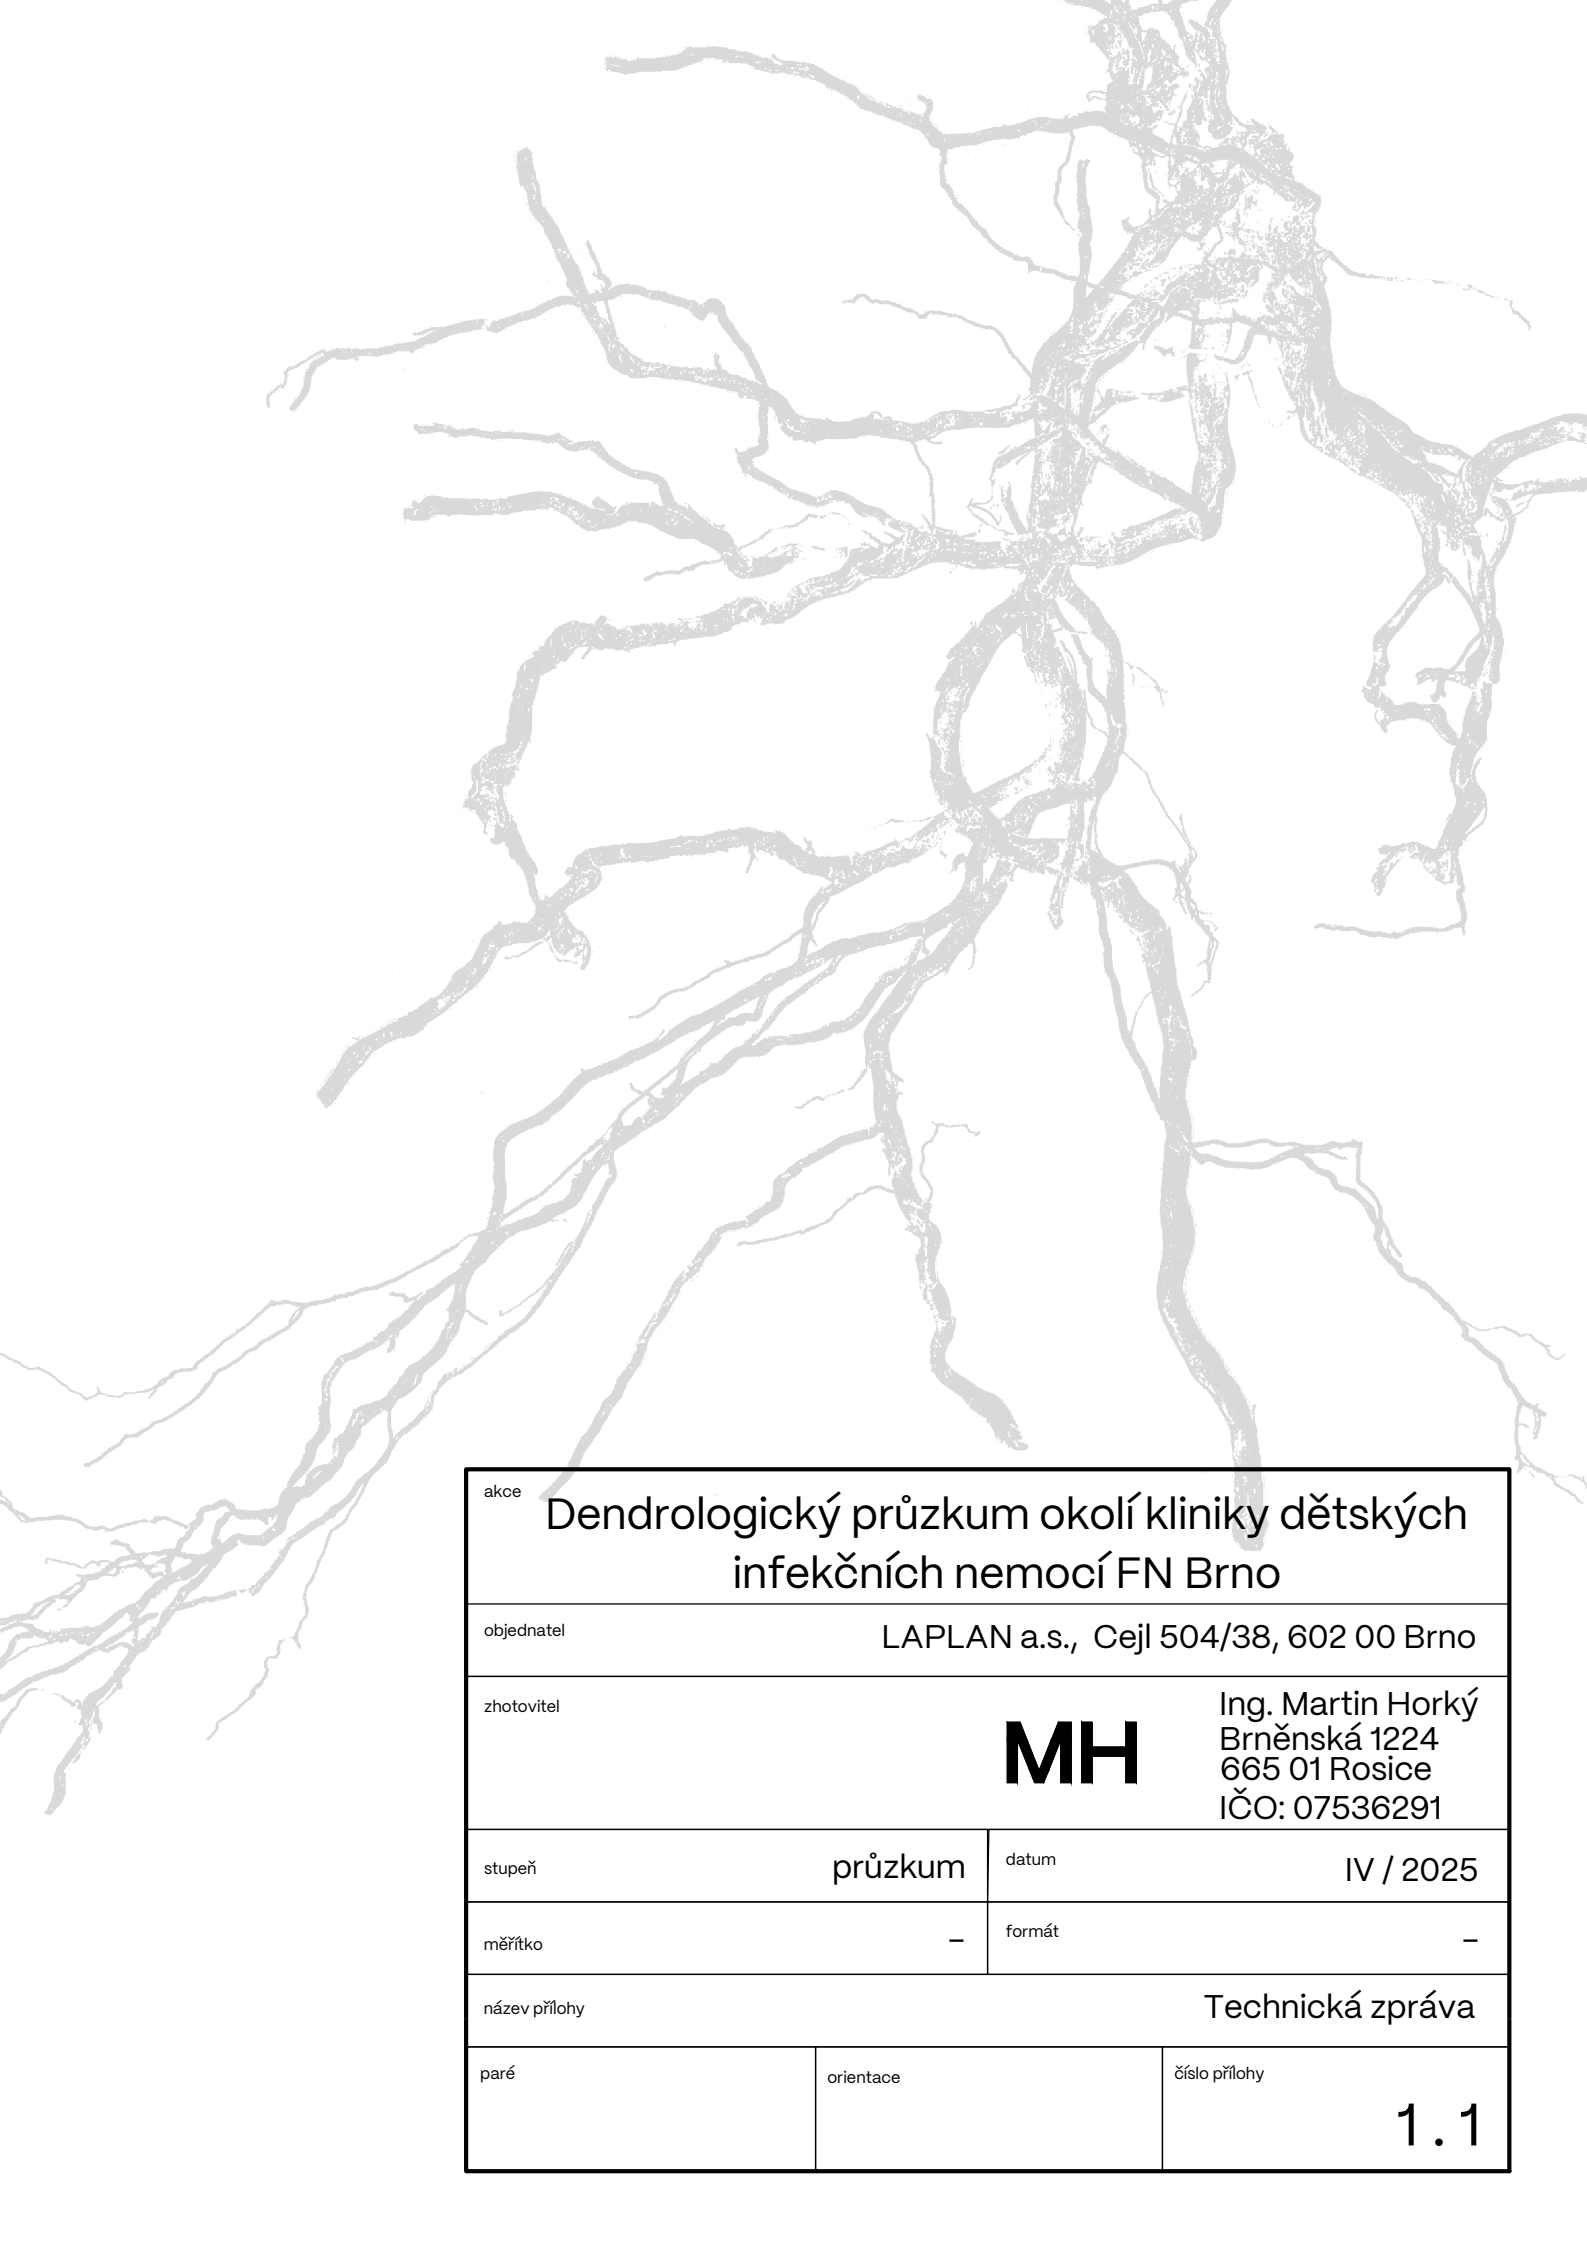 akce
Dendrologický průzkum okolí kliniky dětských
infekčních nemocí FN Brno
objednatel
LAPLAN a.s., Cejl 504/38, 602 00 Brno
zhotovitel
MH
Ing. Martin Horký
Brněnská 1224
665 01 Rosice
IČO: 07536291
stupeň
průzkum
datum
IV / 2025
měřítko
–
formát
–
název přílohy
Technická zpráva
paré
orientace
číslo přílohy
1.1